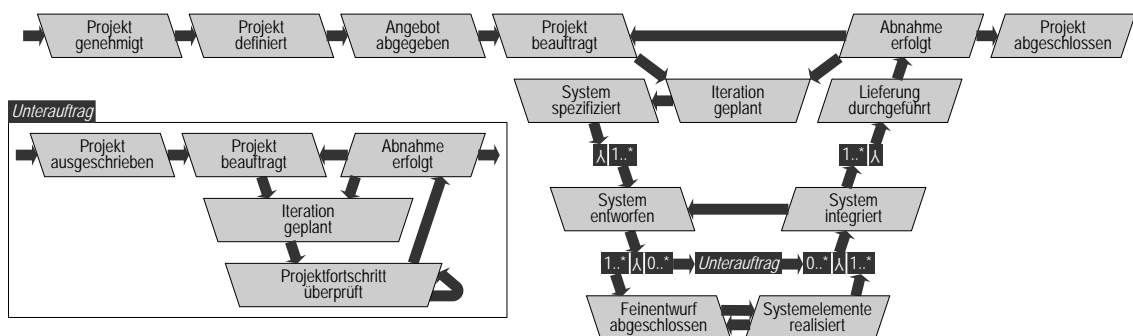 Projekt
genehmigt
Projekt
definiert
Angebot
abgegeben
Projekt
beauftragt
Abnahme
erfolgt
Projekt
abgeschlossen
System
spezifiziert
Iteration
geplant
Lieferung
durchgeführt
Unterauftrag
Projekt
ausgeschrieben
Projekt
beauftragt
Abnahme
erfolgt
Iteration
geplant
Projektfortschritt
überprüft
1..*
1..*
System
entworfen
System
integriert
1..*
0..*
Unterauftrag
0..*
1..*
Feinentwurf
abgeschlossen
Systemelemente
realisiert